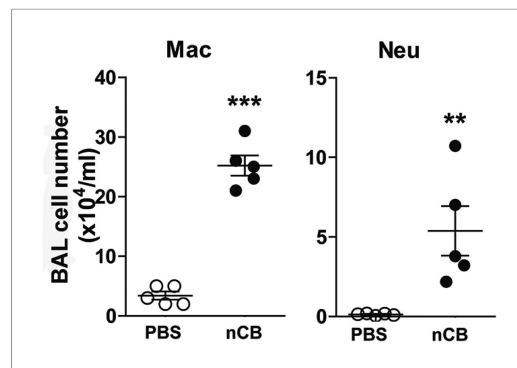 Mac
Neu
BAL cell number
(x10⁴/ml)
40
30
20
10
0
***
PBS
nCB
15
10
5
0
**
PBS
nCB